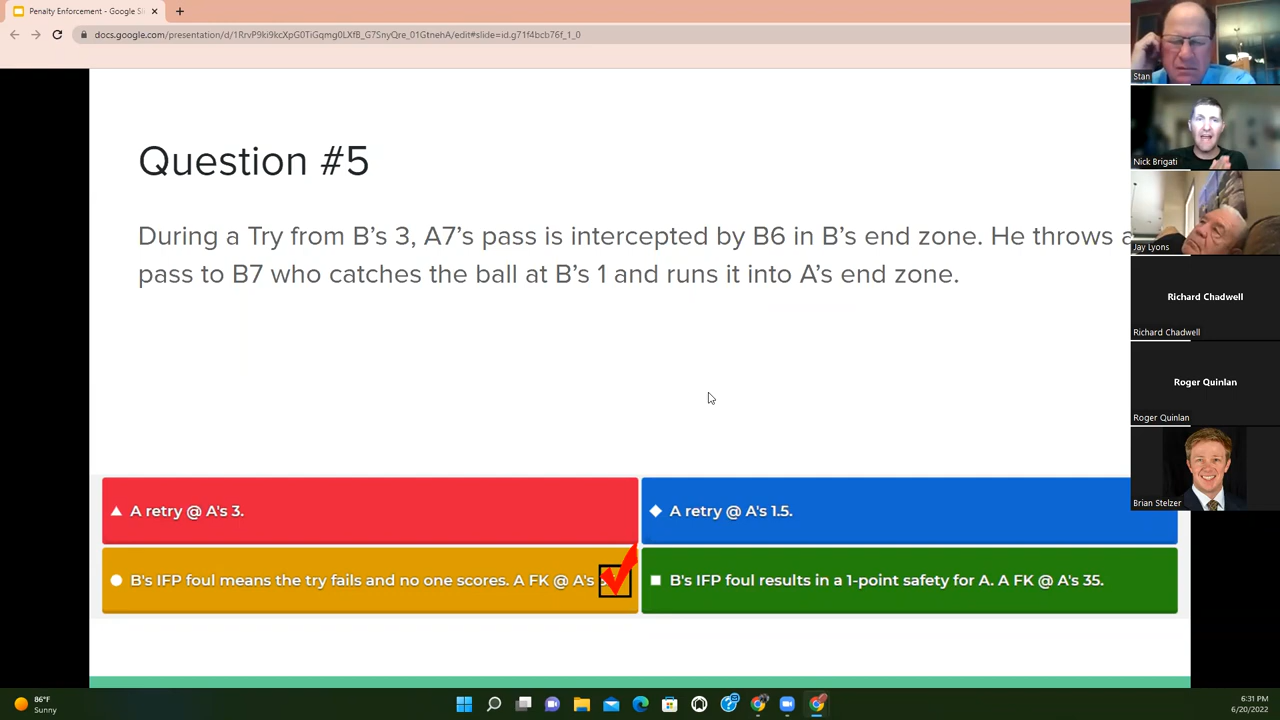 Penalty Enforcement - Google Sli
docs.google.com/presentation/d/1RrvP9ki9kcXpG0TiGqmg0LXfB_G7SnyQre_01GtnehA/edit#slide=id.g71f4bcb76f_1_0
Stan
Nick Brigati
Jay Lyons
Richard Chadwell
Richard Chadwell
Roger Quinlan
Roger Quinlan
Brian Stelzer
Question #5
During a Try from B's 3, A7's pass is intercepted by B6 in B's end zone. He throws a
pass to B7 who catches the ball at B's 1 and runs it into A's end zone.
A retry @ A's 3.
A retry @ A's 1.5.
B's IFP foul means the try fails and no one scores. A FK @ A's
B's IFP foul results in a 1-point safety for A. A FK @ A's 35.
86°F
Sunny
6:31 PM
6/20/2022